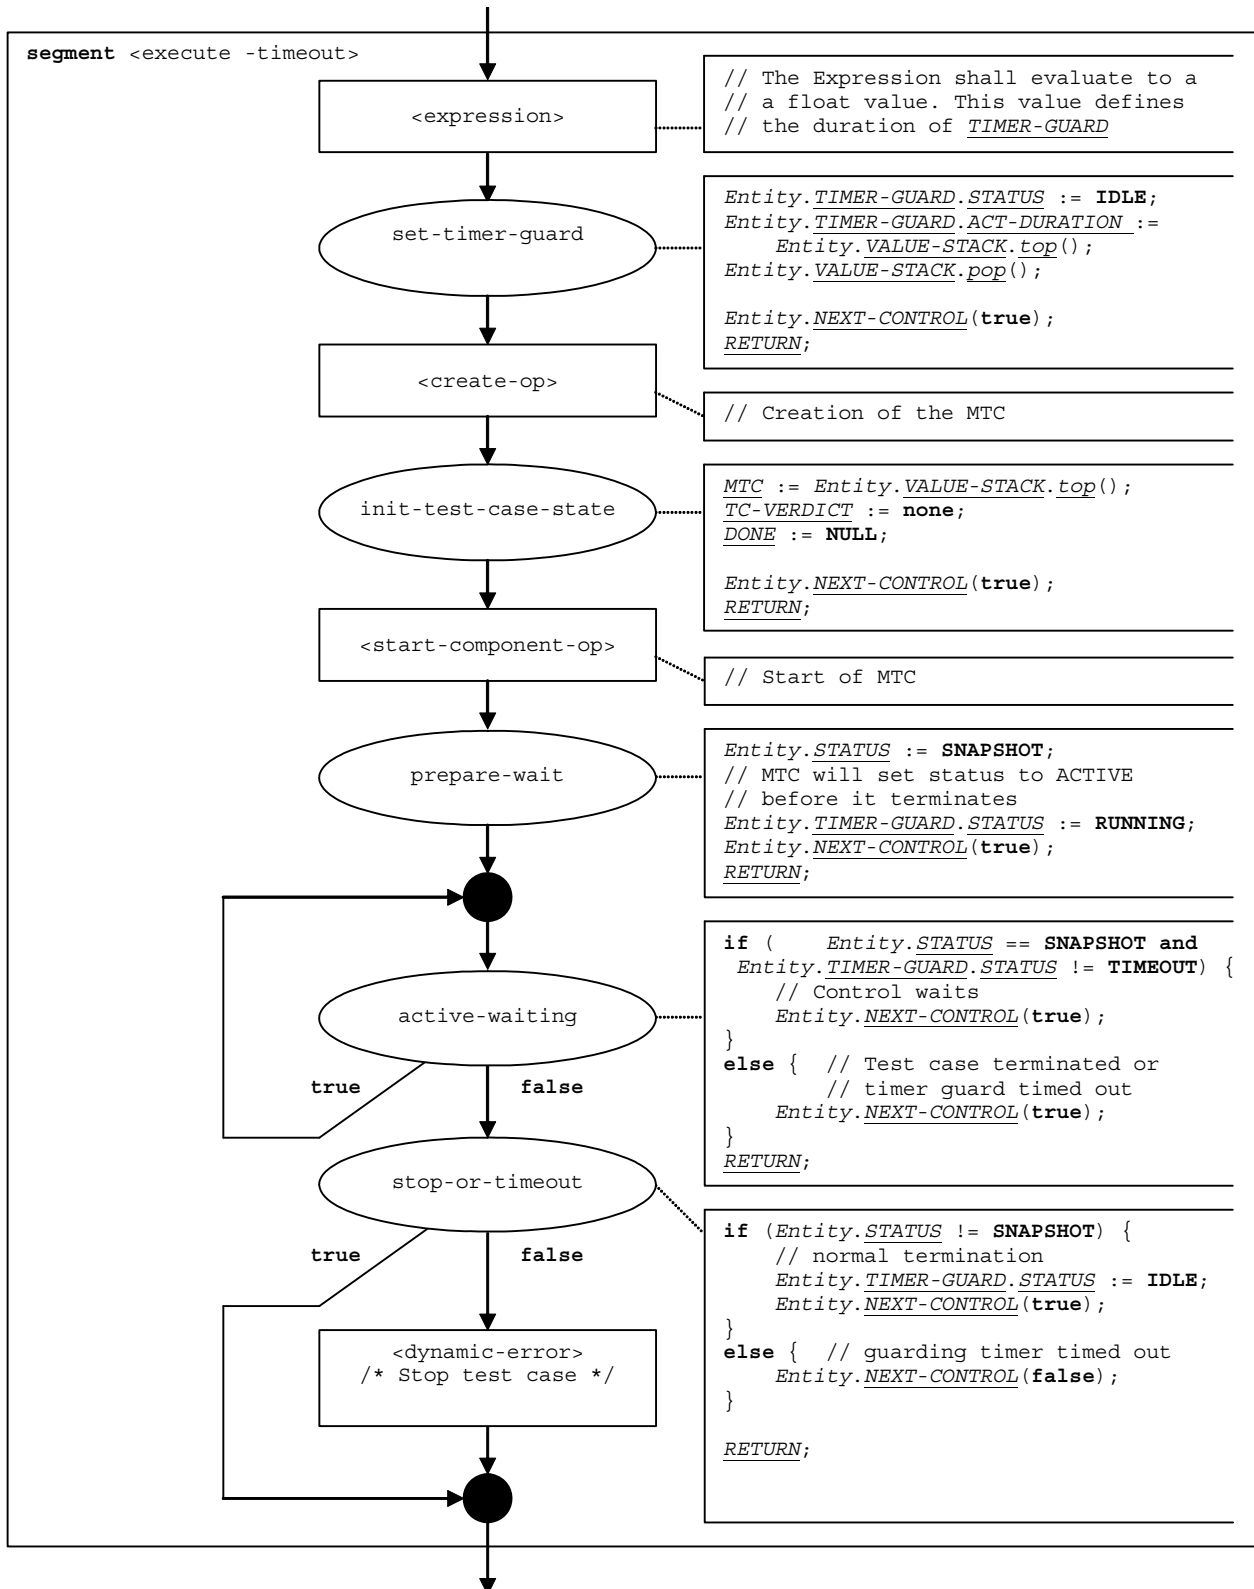 segment <execute -timeout>
<expression>
// The Expression shall evaluate to a
// a float value. This value defines
// the duration of TIMER-GUARD
set-timer-guard
Entity.TIMER-GUARD.STATUS := IDLE;
Entity.TIMER-GUARD.ACT-DURATION :=
Entity.VALUE-STACK.top();
Entity.VALUE-STACK.pop();
Entity.NEXT-CONTROL(true);
RETURN;
<create-op>
// Creation of the MTC
init-test-case-state
MTC := Entity.VALUE-STACK.top();
TC-VERDICT := none;
DONE := NULL;
Entity.NEXT-CONTROL(true);
RETURN;
<start-component-op>
// Start of MTC
prepare-wait
Entity.STATUS := SNAPSHOT;
// MTC will set status to ACTIVE
// before it terminates
Entity.TIMER-GUARD.STATUS := RUNNING;
Entity.NEXT-CONTROL(true);
RETURN;
active-waiting
true
false
if ( Entity.STATUS == SNAPSHOT and
Entity.TIMER-GUARD.STATUS != TIMEOUT) {
// Control waits
Entity.NEXT-CONTROL(true);
}
else { // Test case terminated or
// timer guard timed out
Entity.NEXT-CONTROL(true);
}
RETURN;
stop-or-timeout
true
false
if (Entity.STATUS != SNAPSHOT) {
// normal termination
Entity.TIMER-GUARD.STATUS := IDLE;
Entity.NEXT-CONTROL(true);
}
else { // guarding timer timed out
Entity.NEXT-CONTROL(false);
}
RETURN;
<dynamic-error>
/* Stop test case */